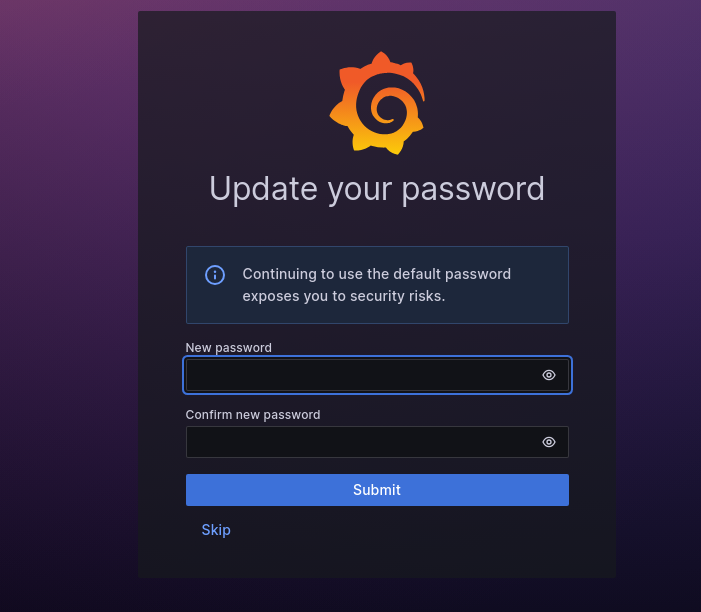 Update your password
Continuing to use the default password
exposes you to security risks.
New password
Confirm new password
Submit
Skip